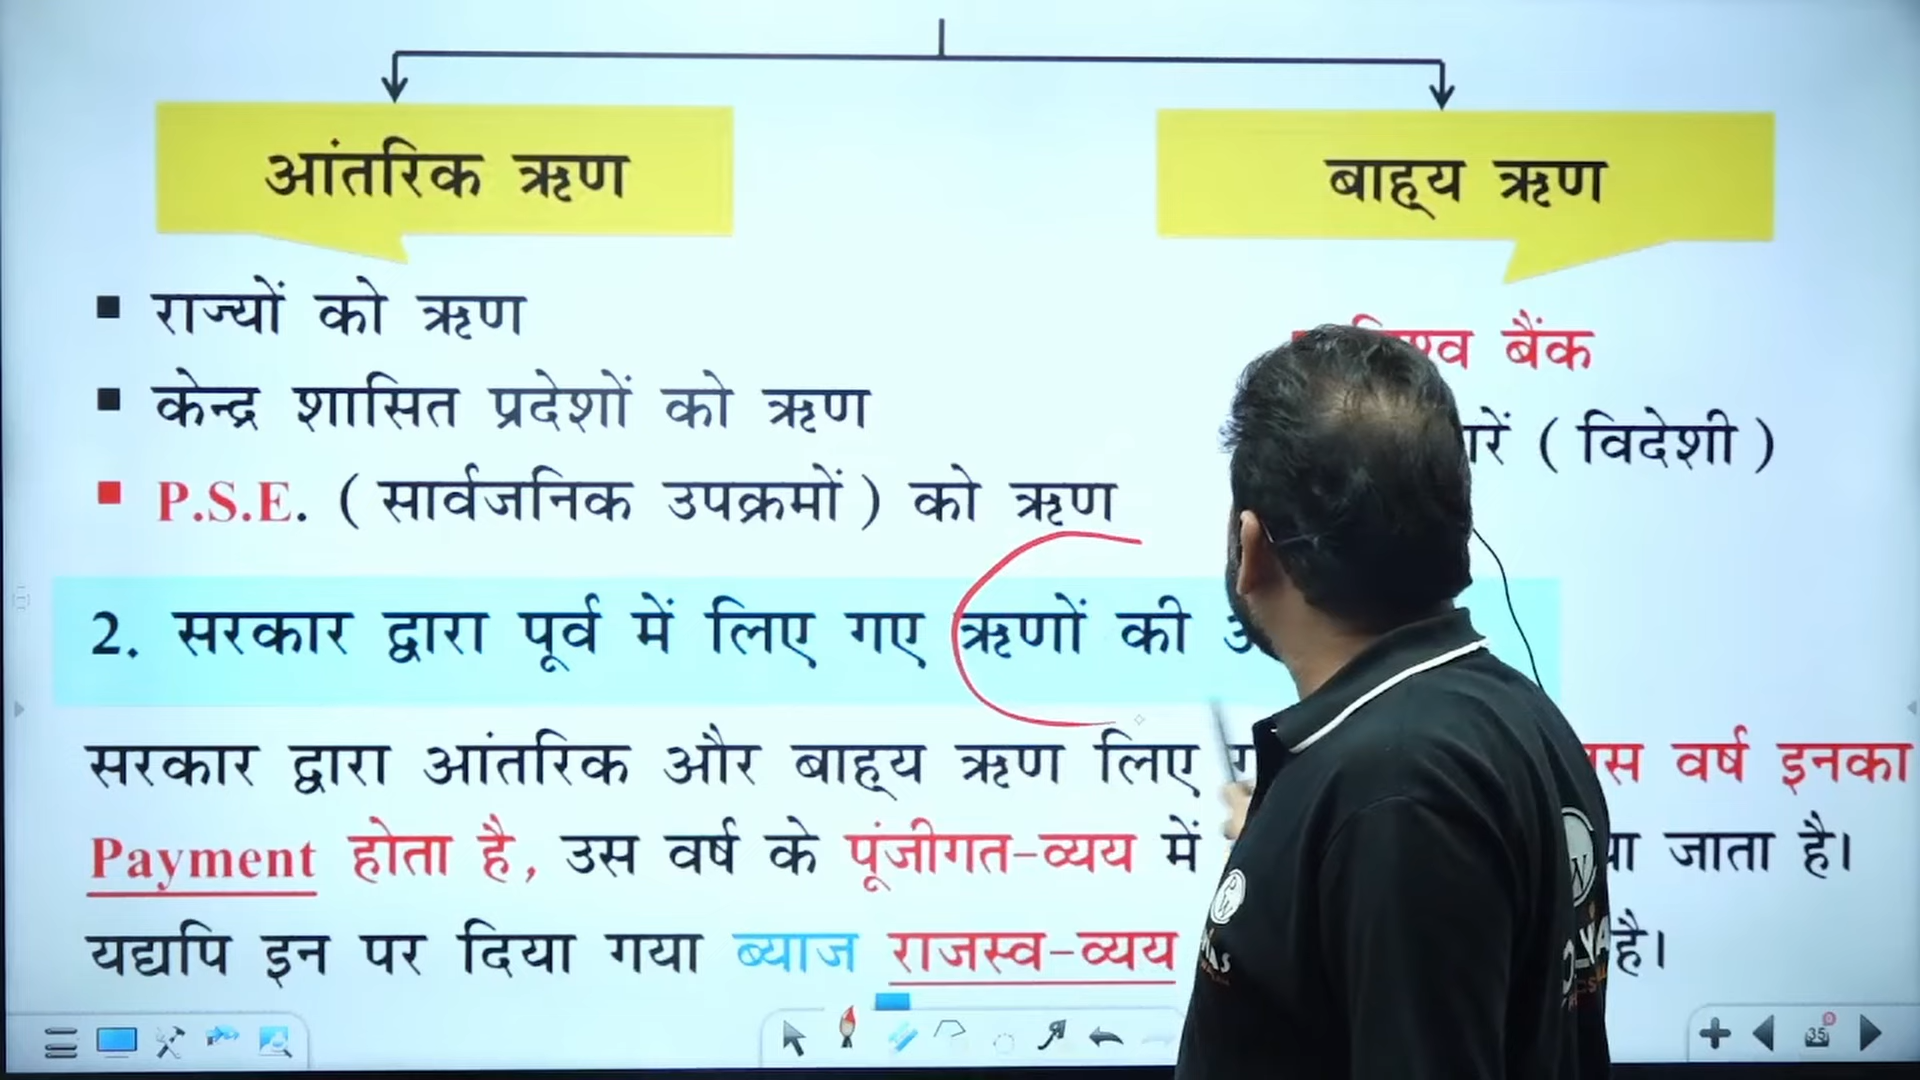 आंतरिक ऋण
बाह्य ऋण
राज्यों को ऋण
केन्द्र शासित प्रदेशों को ऋण
P.S.E. (सार्वजनिक उपक्रमों) को ऋण
बैंक
(विदेशी)
2. सरकार द्वारा पूर्व में लिए गए ऋणों की
सरकार द्वारा आंतरिक और बाह्य ऋण लिए वर्ष इनका
Payment होता है, उस वर्ष के पूंजीगत-व्यय में जाता है।
यद्यपि इन पर दिया गया ब्याज राजस्व-व्यय है।
35